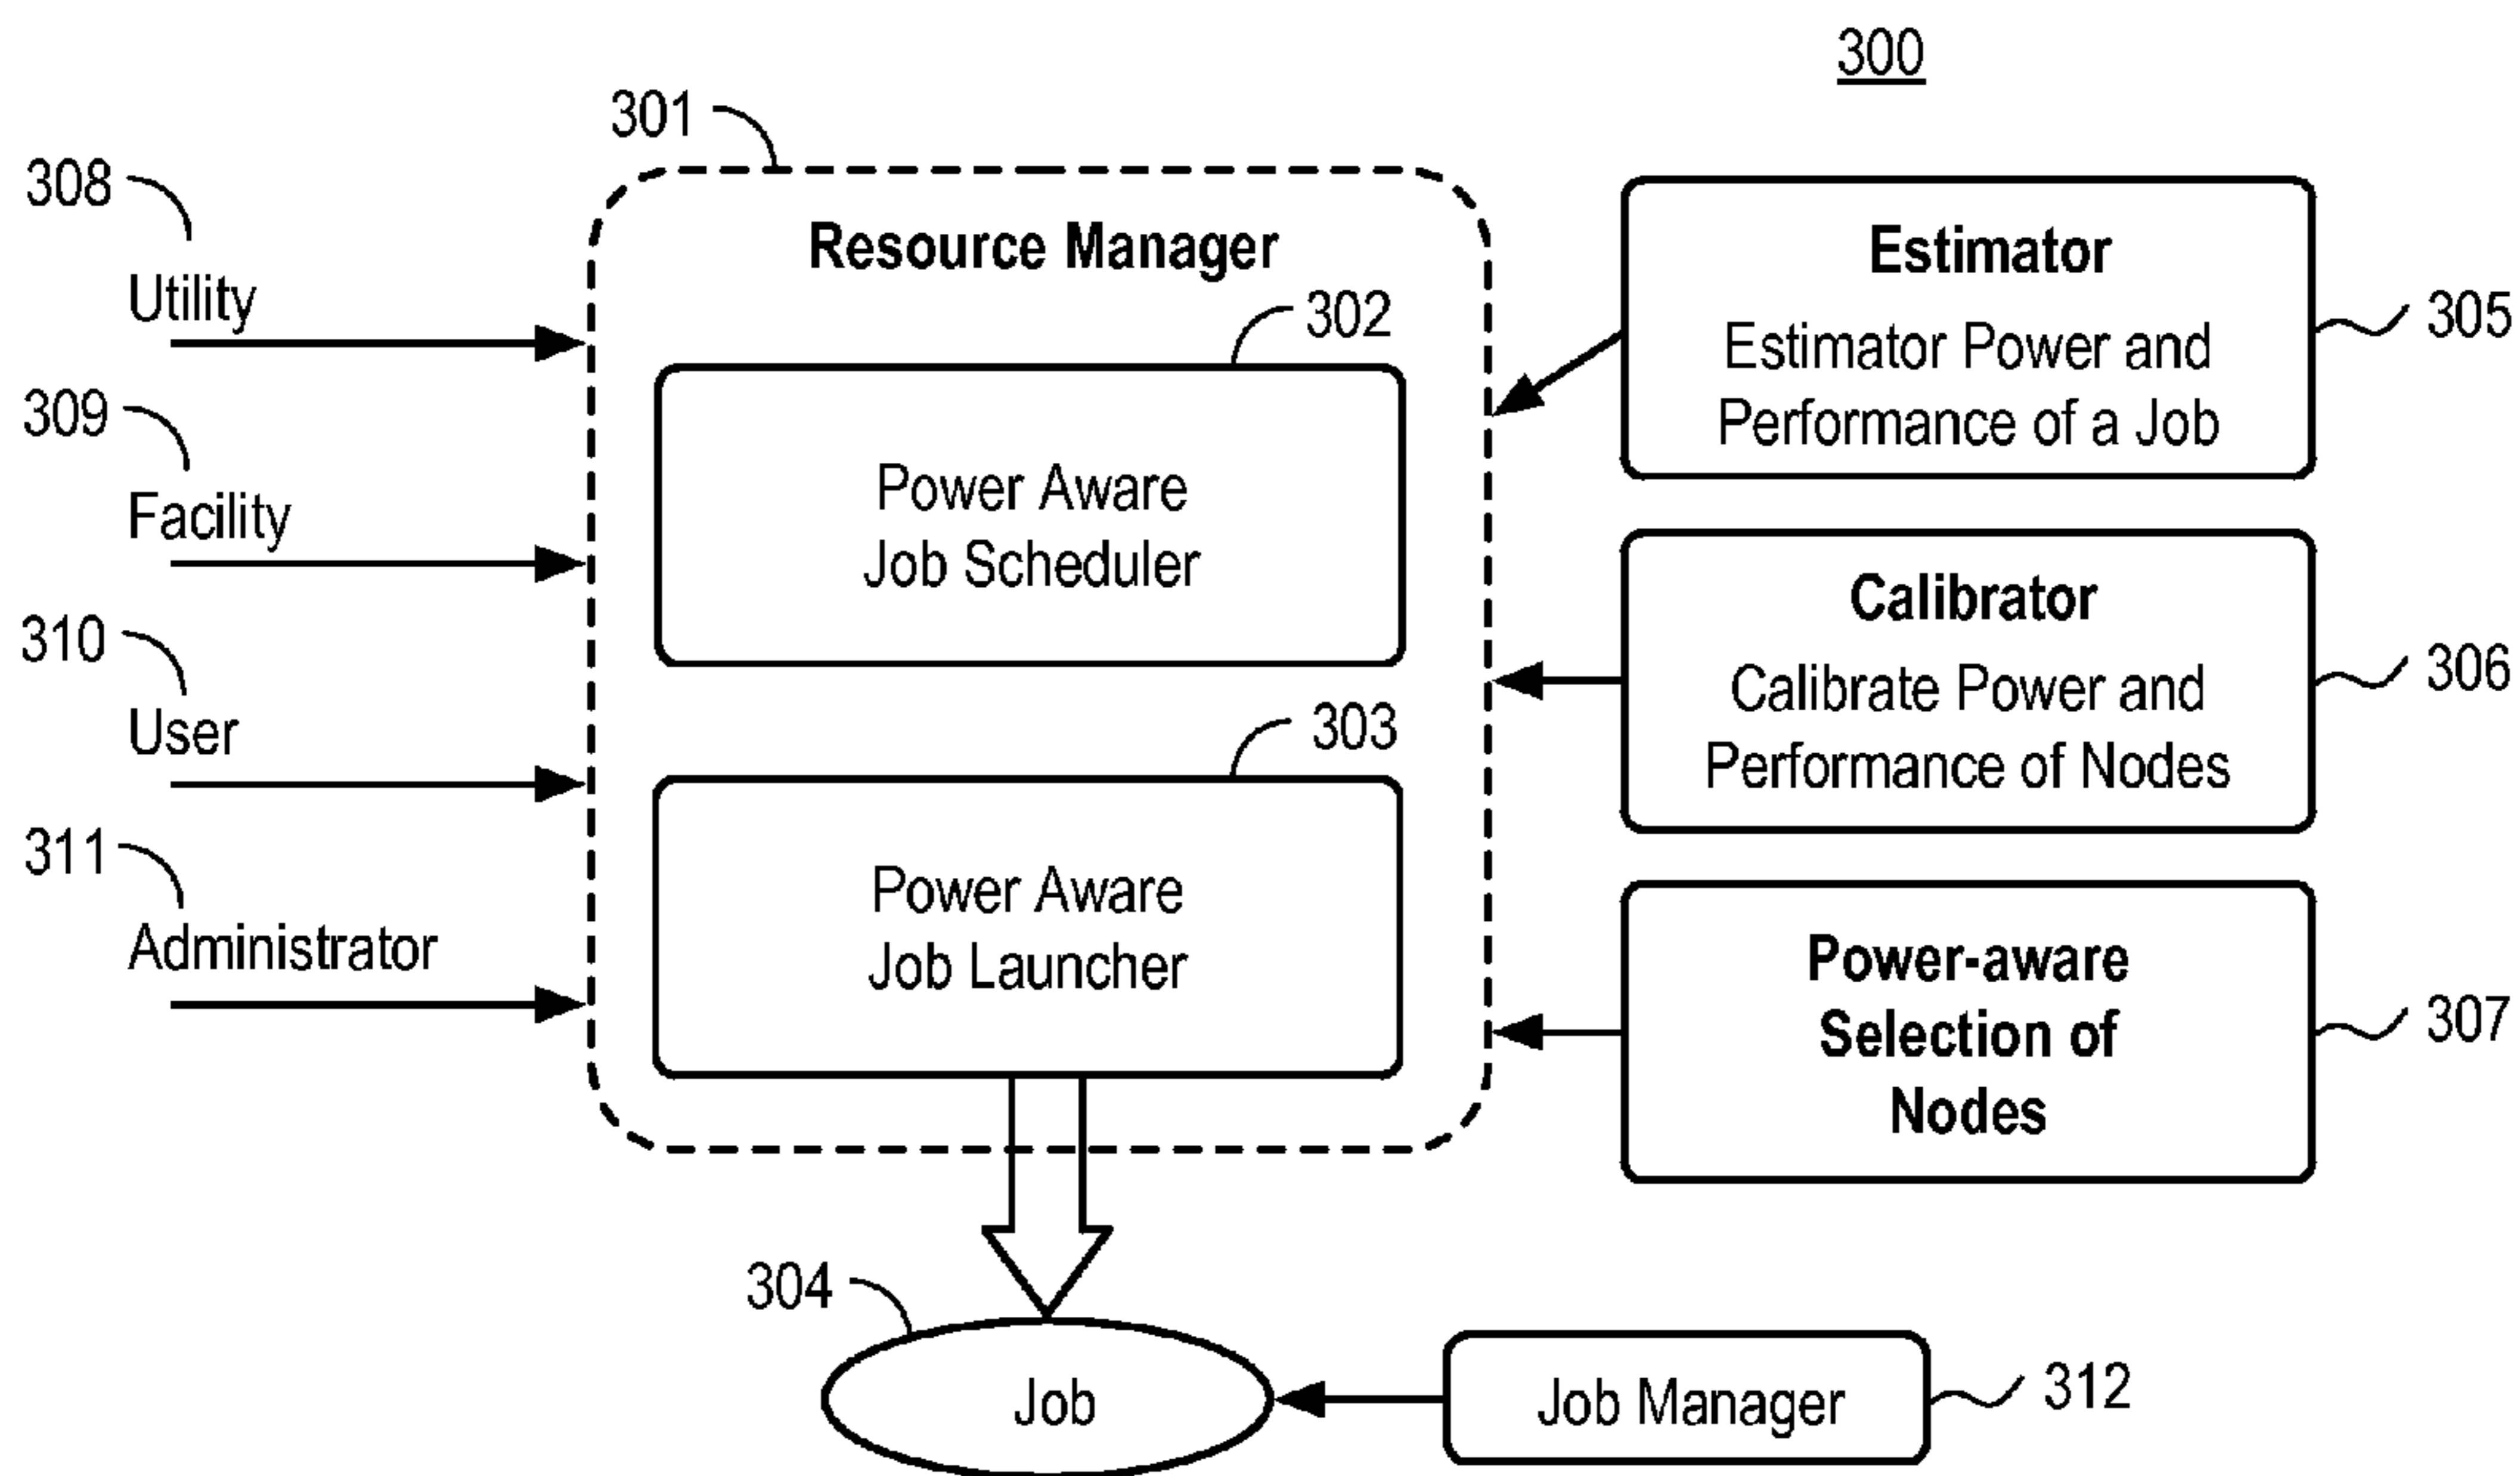 300
301
308
Utility
309
Facility
310
User
311
Administrator
Resource Manager
302
Power Aware
Job Scheduler
303
Power Aware
Job Launcher
Estimator
Estimator Power and
Performance of a Job
305
Calibrator
Calibrate Power and
Performance of Nodes
306
Power-aware
Selection of
Nodes
307
304
Job
Job Manager
312